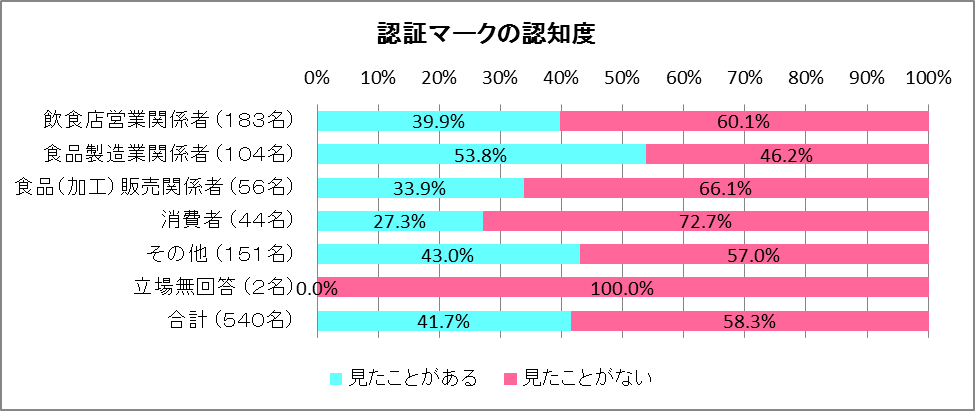 認証マークの認知度
0% 10% 20% 30% 40% 50% 60% 70% 80% 90% 100%
飲食店営業関係者(183名) 39.9% 60.1%
食品製造業関係者(104名) 53.8% 46.2%
食品(加工)販売関係者(56名) 33.9% 66.1%
消費者(44名) 27.3% 72.7%
その他(151名) 43.0% 57.0%
立場無回答(2名) 0.0% 100.0%
合計(540名) 41.7% 58.3%
見たことがある 見たことがない